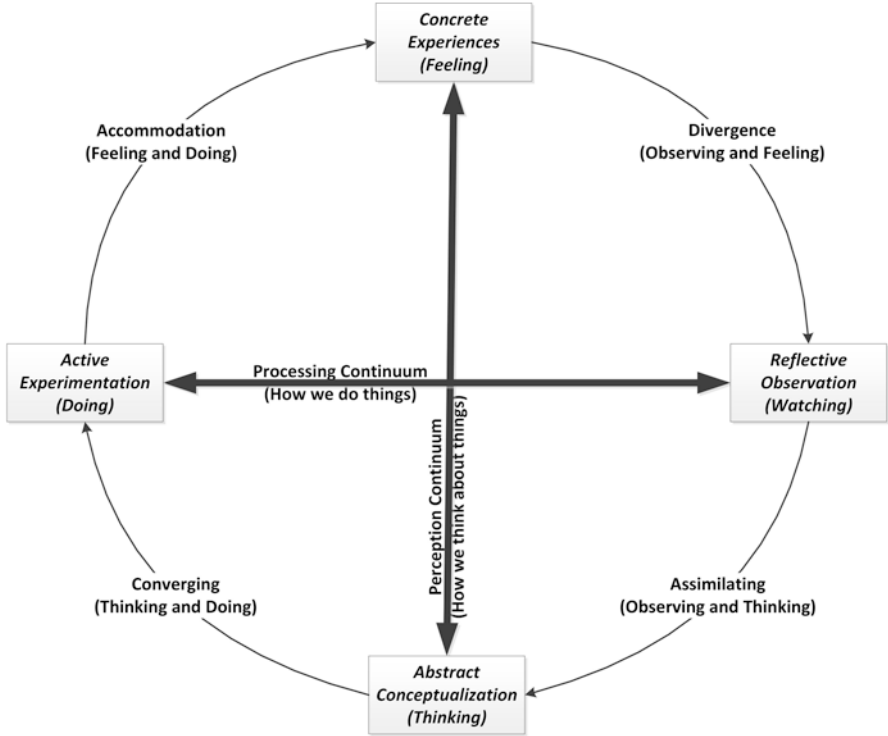 Concrete
Experiences
(Feeling)
Accommodation
(Feeling and Doing)
Divergence
(Observing and Feeling)
Active
Experimentation
(Doing)
Processing Continuum
(How we do things)
Reflective
Observation
(Watching)
Perception Continuum
(How we think about things)
Converging
(Thinking and Doing)
Assimilating
(Observing and Thinking)
Abstract
Conceptualization
(Thinking)